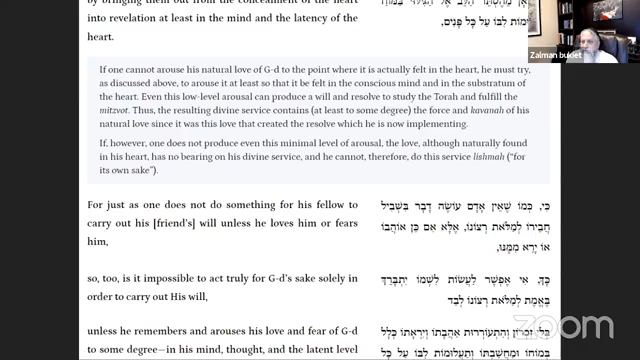 by bringing them out from the concealment of the heart
into revelation at least in the mind and the latency of the
heart.
וּתְעַלּוּמוֹת לִבּוֹ עַל כָּל פָּנִים,
Zalman bukiet
If one cannot arouse his natural love of G-d to the point where it is actually felt in the heart, he must try,
as discussed above, to arouse it at least so that it be felt in the conscious mind and in the substratum of
the heart. Even this low-level arousal can produce a will and resolve to study the Torah and fulfill the
mitzvot. Thus, the resulting divine service contains (at least to some degree) the force and kavanah of his
natural love since it was this love that created the resolve which he is now implementing.
If, however, one does not produce even this minimal level of arousal, the love, although naturally found
in his heart, has no bearing on his divine service, and he cannot, therefore, do this service lishmah ("for
its own sake").
For just as one does not do something for his fellow to
carry out his [friend's] will unless he loves him or fears
him,
כִּי, כְּמוֹ שֶׁאֵין אָדָם עוֹשֶׂה דָּבָר בִּשְׁבִיל
חֲבֵירוֹ לְמַלֹּאת רְצוֹנוֹ, אֶלָּא אִם כֵּן אוֹהֲבוֹ
אוֹ יָרֵא מִמֶּנּוּ,
so, too, is it impossible to act truly for G-d's sake solely in
order to carry out His will,
כָּךְ, אִי אֶפְשָׁר לַעֲשׂוֹת לִשְׁמוֹ יִתְבָּרֵךְ
בֶּאֱמֶת לְמַלֹּאת רְצוֹנוֹ לְבַד
unless he remembers and arouses his love and fear of G-d
to some degree—in his mind, thought, and the latent level
בְּלִי זִכְרוֹן וְהִתְעוֹרְרוּת אַהֲבָתוֹ וְיִרְאָתוֹ כְּלָל
בְּמוֹחוֹ וּמַחֲשַׁבְתּוֹ וְתַעֲלוּמוֹת לִבּוֹ עַל כָּל
zoom